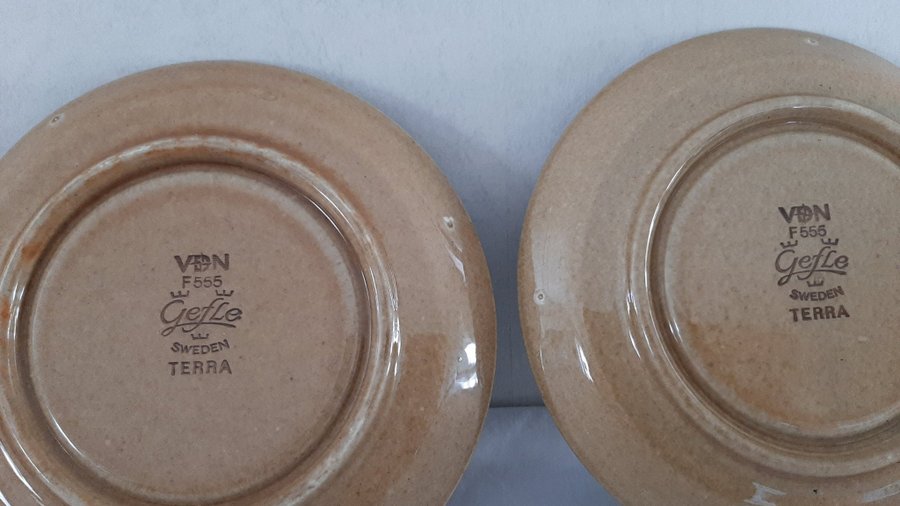 VDN
F555
Gefle
SWEDEN
TERRA
VDN
F555
Gefle
SWEDEN
TERRA